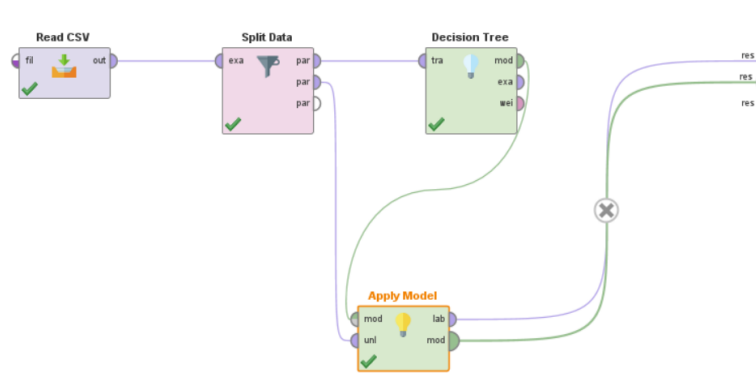 Read CSV
fil
out
Split Data
exa
par
par
par
Decision Tree
tra
mod
exa
wei
res
res
res
Apply Model
mod
lab
unl
mod